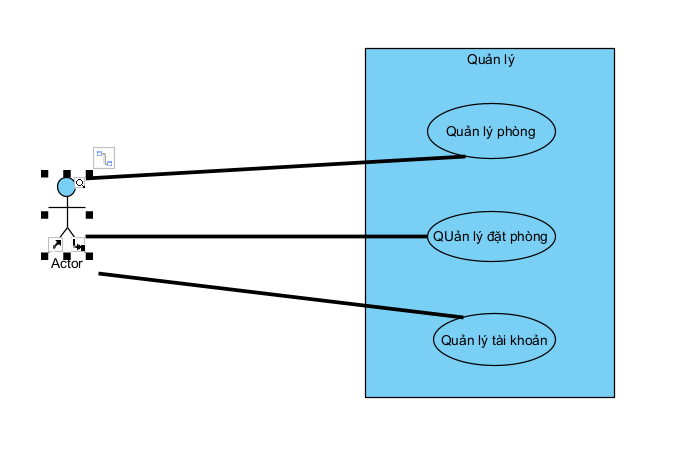 Quản lý
Quản lý phòng
QUản lý đặt phòng
Actor
Quản lý tài khoản